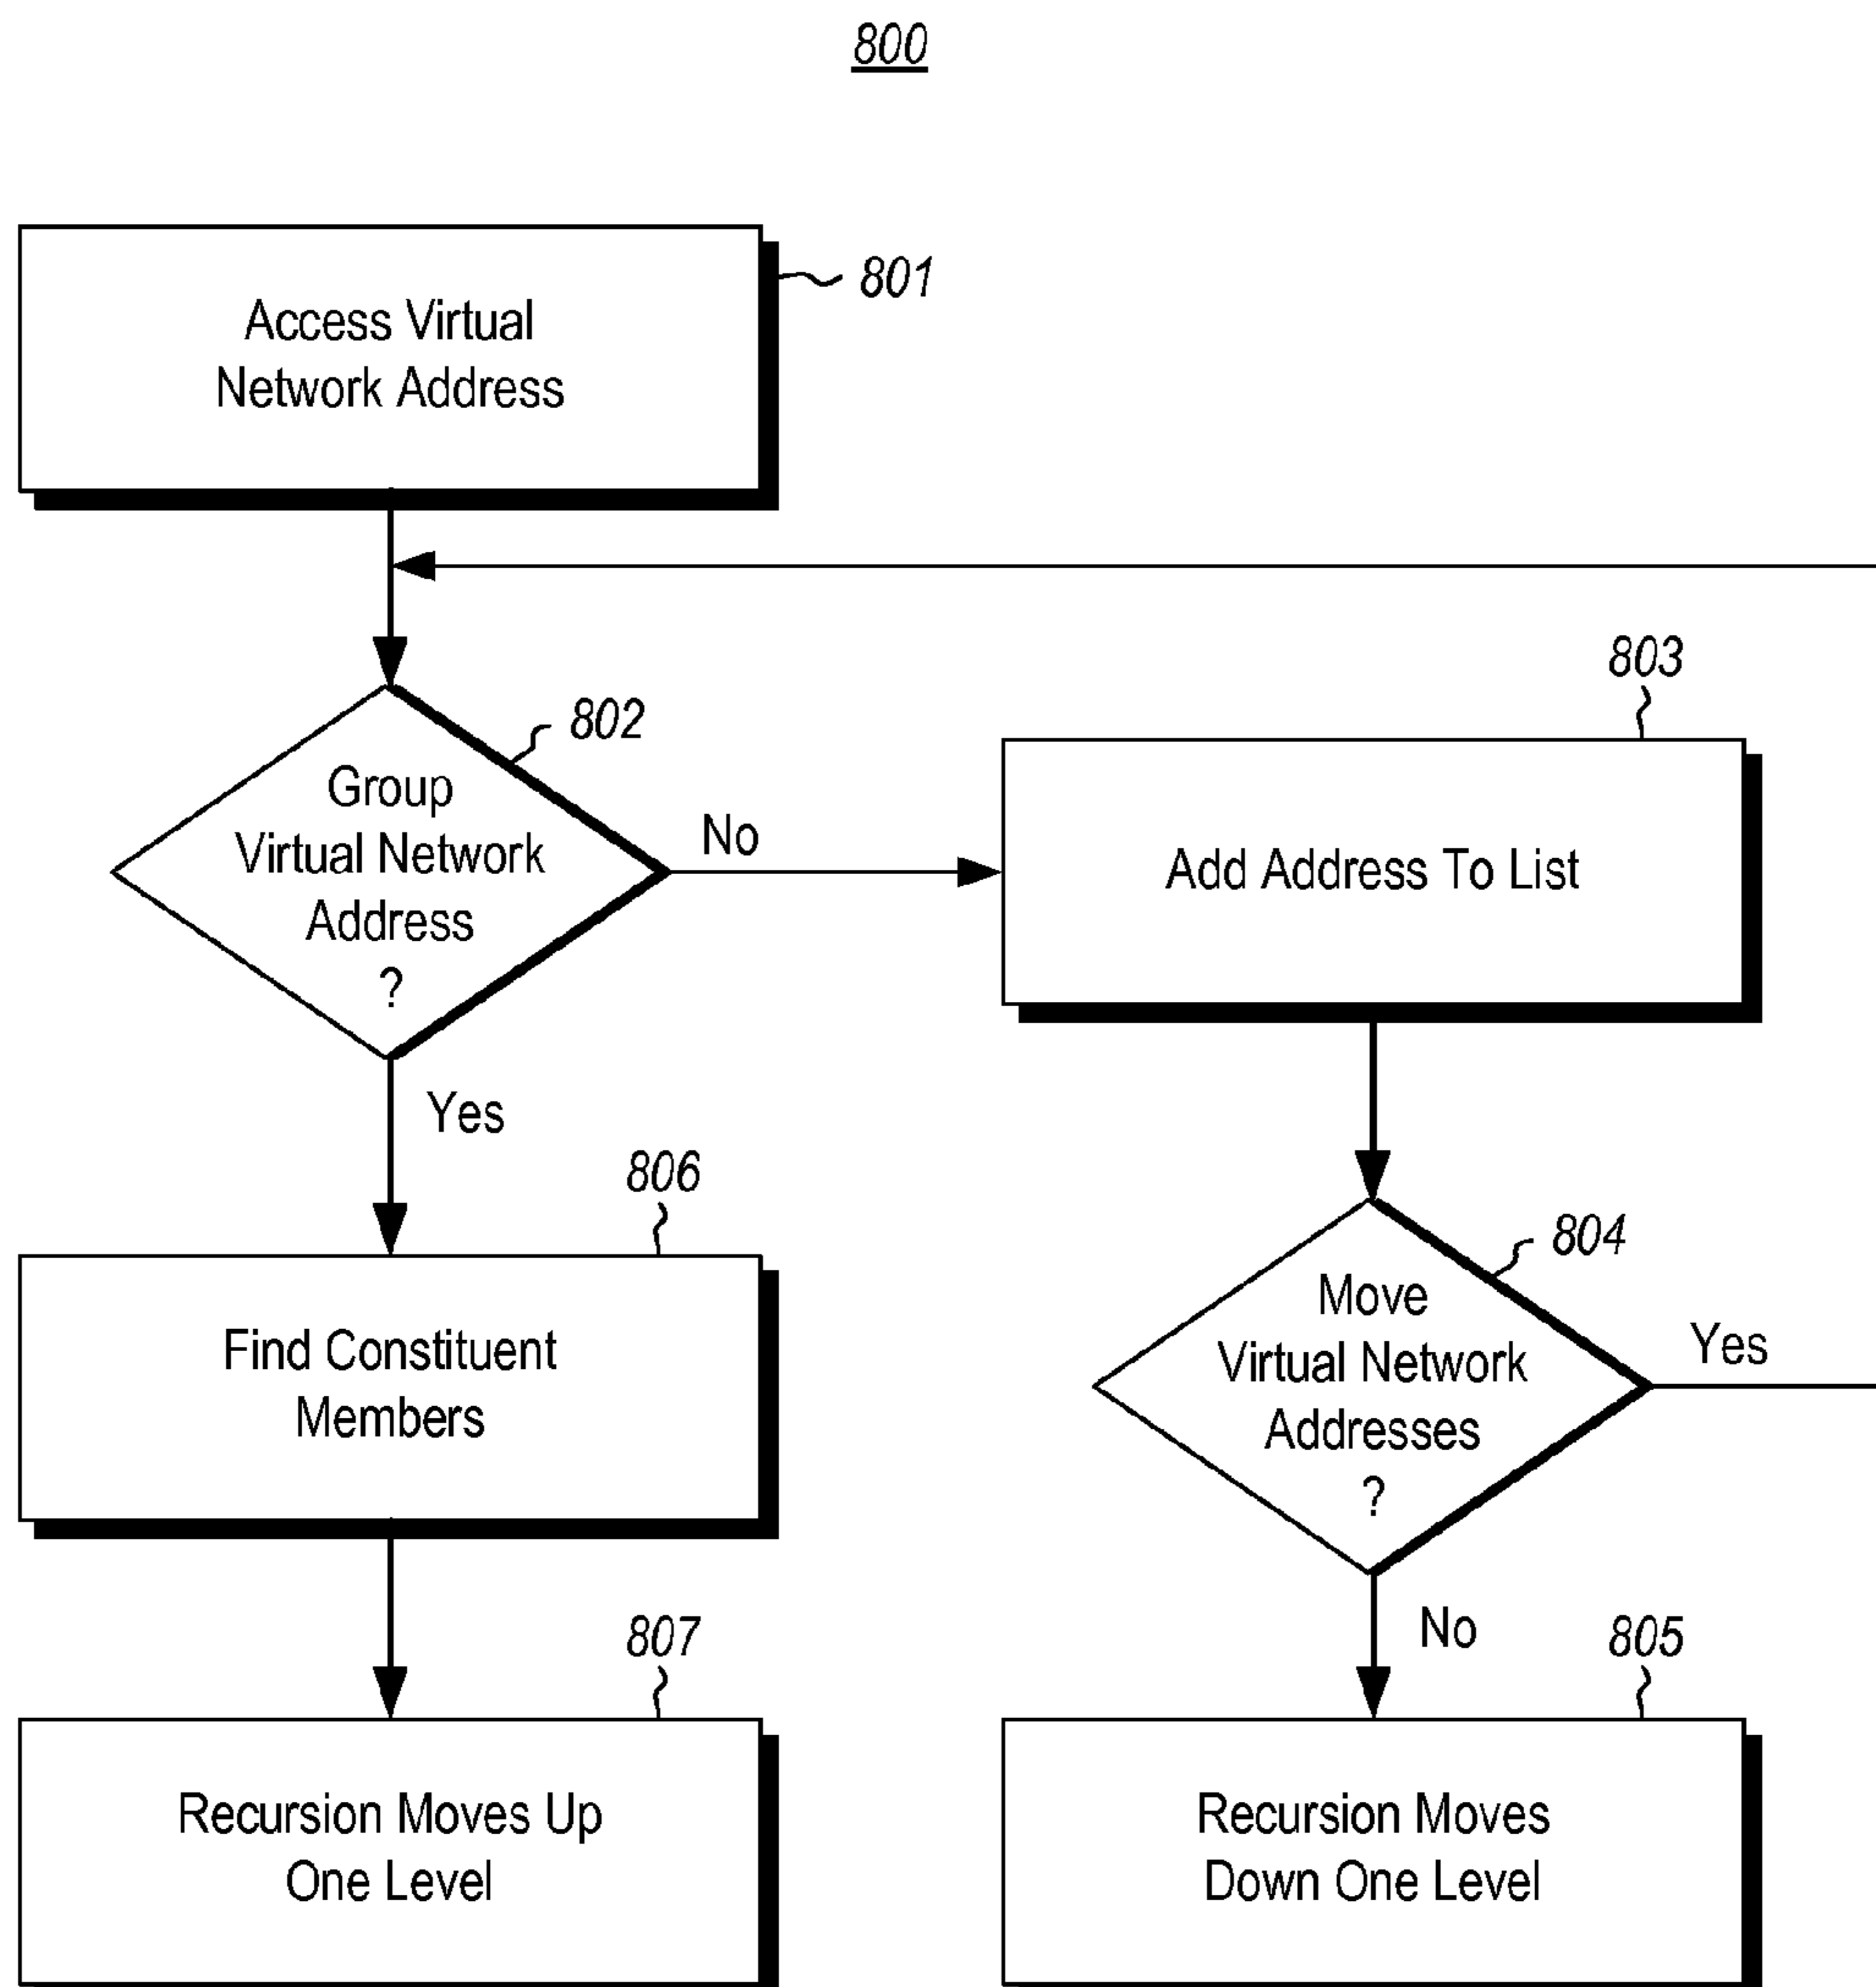 800
Access Virtual
Network Address
801
802
Group
Virtual Network
Address
?
No
Yes
803
Add Address To List
806
Find Constituent
Members
804
Move
Virtual Network
Addresses
?
Yes
No
807
Recursion Moves Up
One Level
805
Recursion Moves
Down One Level